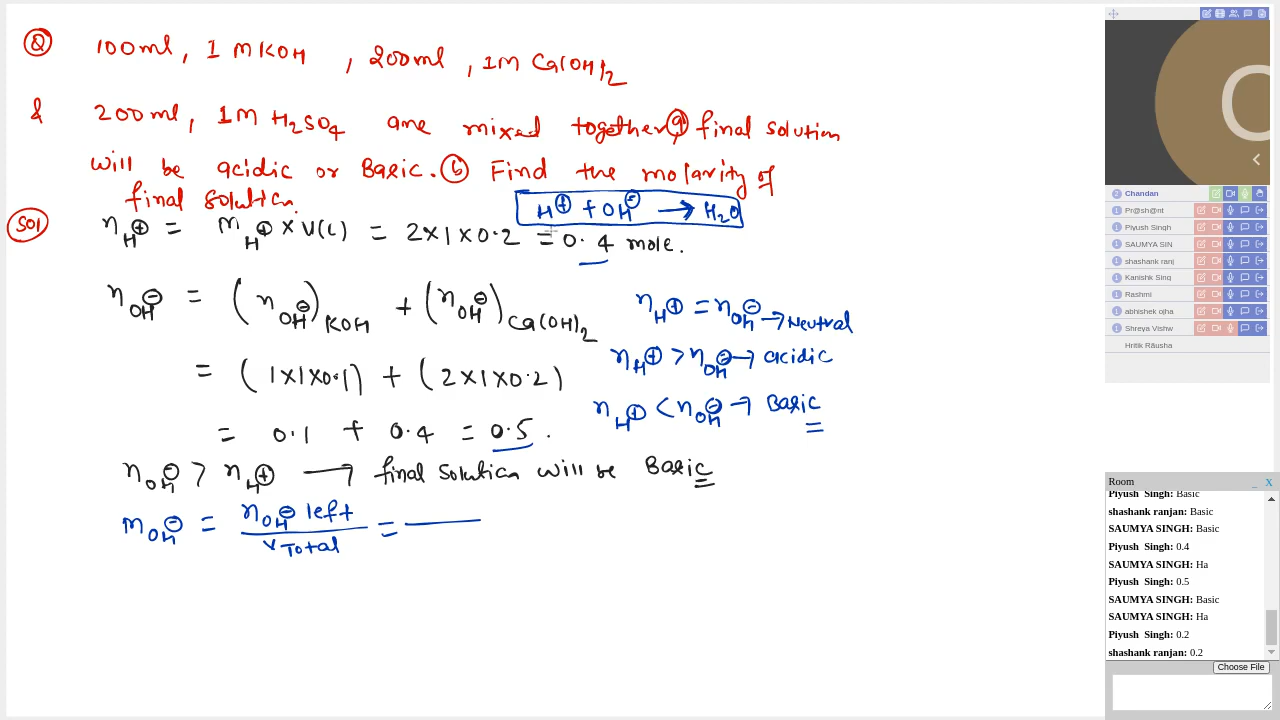 Q 100ml, 1 M KOH, 200ml, 1M Ca(OH)2
& 200ml, 1M H2SO4 are mixed together, (a) final solution
will be acidic or Basic. (b) Find the molarity of
final solution.
H⊕ + OH⊖ → H2O
Sol nH⊕ = MH⊕ × V(L) = 2×1×0.2 = 0.4 mole.
nOH⊖ = (nOH⊖)KOH + (nOH⊖)Ca(OH)2
= (1×1×0.1) + (2×1×0.2)
= 0.1 + 0.4 = 0.5.
nH⊕ = nOH⊖ → Neutral
nH⊕ > nOH⊖ → acidic
nH⊕ < nOH⊖ → Basic
nOH⊖ > nH⊕ → final solution will be Basic
MOH⊖ = nOH⊖ left / VTotal =
C
Chandan
Pr@sh@nt
Piyush Singh
SAUMYA SIN
shashank ranj
Kanishk Sinq
Rashmi
abhishek ojha
Shreya Vishw
Hritik Räusha
Room _ X
Piyush Singh: Basic
shashank ranjan: Basic
SAUMYA SINGH: Basic
Piyush Singh: 0.4
SAUMYA SINGH: Ha
Piyush Singh: 0.5
SAUMYA SINGH: Basic
SAUMYA SINGH: Ha
Piyush Singh: 0.2
shashank ranjan: 0.2
Choose File